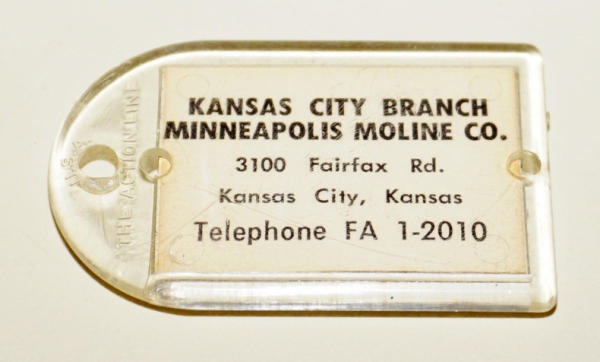 KANSAS CITY BRANCH
MINNEAPOLIS MOLINE CO.
3100 Fairfax Rd.
Kansas City, Kansas
Telephone FA 1-2010
THE ACTION LINE